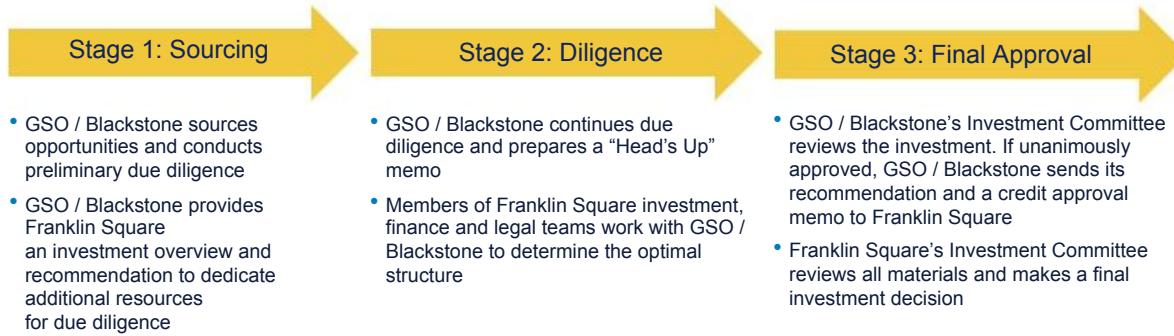 Stage 1: Sourcing
• GSO / Blackstone sources
opportunities and conducts
preliminary due diligence
• GSO / Blackstone provides
Franklin Square
an investment overview and
recommendation to dedicate
additional resources
for due diligence
Stage 2: Diligence
• GSO / Blackstone continues due
diligence and prepares a “Head’s Up”
memo
• Members of Franklin Square investment,
finance and legal teams work with GSO /
Blackstone to determine the optimal
structure
Stage 3: Final Approval
• GSO / Blackstone’s Investment Committee
reviews the investment. If unanimously
approved, GSO / Blackstone sends its
recommendation and a credit approval
memo to Franklin Square
• Franklin Square’s Investment Committee
reviews all materials and makes a final
investment decision